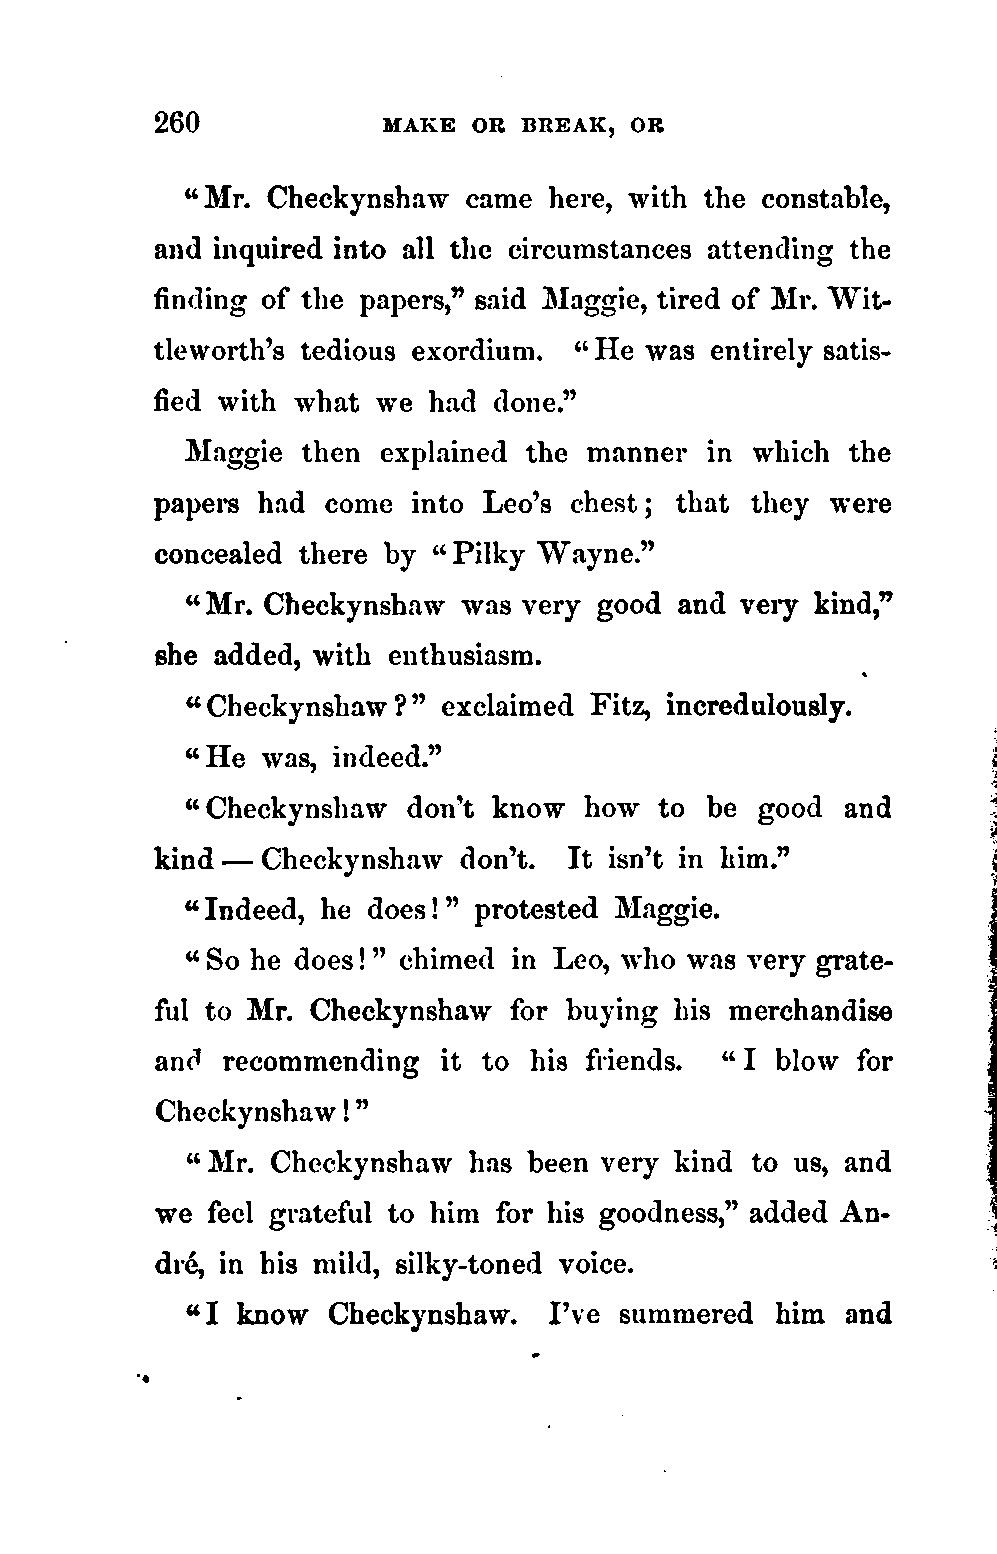 260 MAKE OR BREAK, OR
“Mr. Checkynshaw came here, with the constable,
and inquired into all the circumstances attending the
finding of the papers,” said Maggie, tired of Mr. Wit-
tleworth’s tedious exordium. “He was entirely satis-
fied with what we had done.”
Maggie then explained the manner in which the
papers had come into Leo’s chest; that they were
concealed there by “Pilky Wayne.”
“Mr. Checkynshaw was very good and very kind,”
she added, with enthusiasm.
“Checkynshaw?” exclaimed Fitz, incredulously.
“He was, indeed.”
“Checkynshaw don’t know how to be good and
kind — Checkynshaw don’t. It isn’t in him.”
“Indeed, he does!” protested Maggie.
“So he does!” chimed in Leo, who was very grate-
ful to Mr. Checkynshaw for buying his merchandise
and recommending it to his friends. “I blow for
Checkynshaw!”
“Mr. Checkynshaw has been very kind to us, and
we feel grateful to him for his goodness,” added An-
dré, in his mild, silky-toned voice.
“I know Checkynshaw. I’ve summered him and